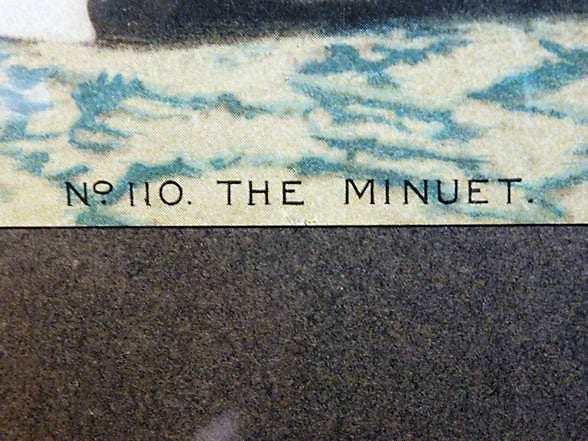 Nº 110. THE MINUET.